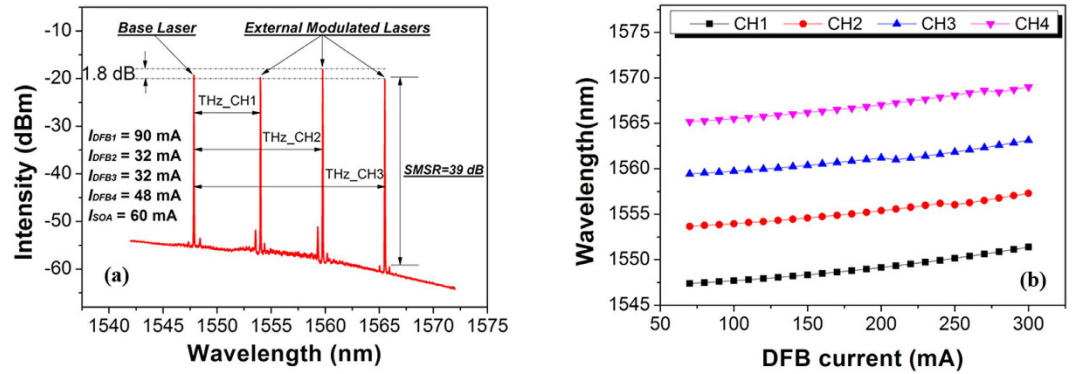 Base Laser
External Modulated Lasers
1.8 dB
THz_CH1
THz_CH2
THz_CH3
SMSR=39 dB
I_DFB1 = 90 mA
I_DFB2 = 32 mA
I_DFB3 = 32 mA
I_DFB4 = 48 mA
I_SOA = 60 mA
(a)
Intensity (dBm)
-10
-20
-30
-40
-50
-60
1540
1545
1550
1555
1560
1565
1570
1575
Wavelength (nm)
CH1 CH2 CH3 CH4
Wavelength(nm)
1575
1570
1565
1560
1555
1550
1545
(b)
50
100
150
200
250
300
DFB current (mA)